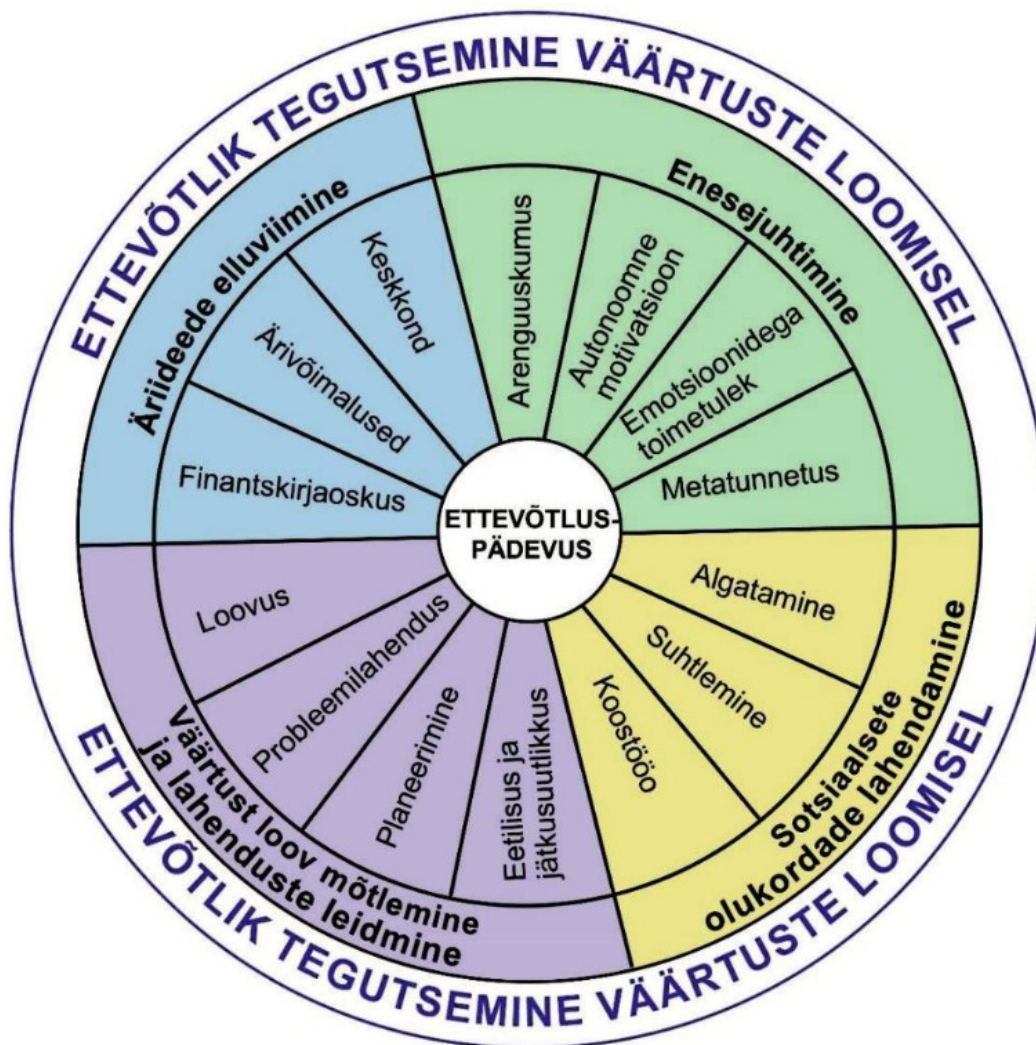 ETTEVÕTLIK TEGUTSEMINE VÄÄRTUSTE LOOMISEL
Enesejuhtimine
Arenguuskumus
Autonoomne
motivatsioon
Emotsioonidega
toimetulek
Metatunnetus
Sotsiaalsete
olukordade lahendamine
Algatamine
Suhtlemine
Koostööo
Väärtust loov mõtlemine
ja lahenduste leidmine
Eetilisus ja
jätkusuutlikkus
Planeerimine
Probleemilahendus
Loovus
Äriideede elluviimine
Finantskirjaoskus
Ärivõimalused
Keskkond
ETTEVÕTLUS-
PÄDEVUS
ETTEVÕTLIK TEGUTSEMINE VÄÄRTUSTE LOOMISEL